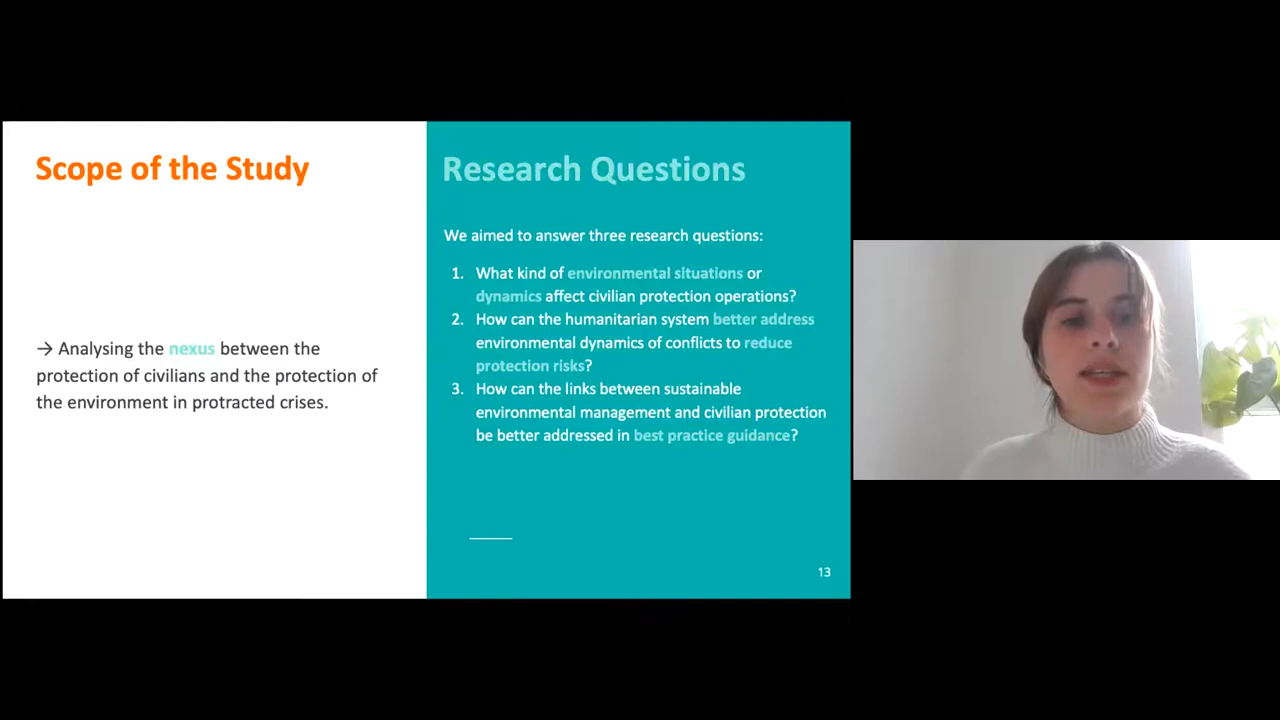 Scope of the Study
→ Analysing the nexus between the
protection of civilians and the protection of
the environment in protracted crises.
Research Questions
We aimed to answer three research questions:
1. What kind of environmental situations or
dynamics affect civilian protection operations?
2. How can the humanitarian system better address
environmental dynamics of conflicts to reduce
protection risks?
3. How can the links between sustainable
environmental management and civilian protection
be better addressed in best practice guidance?
13